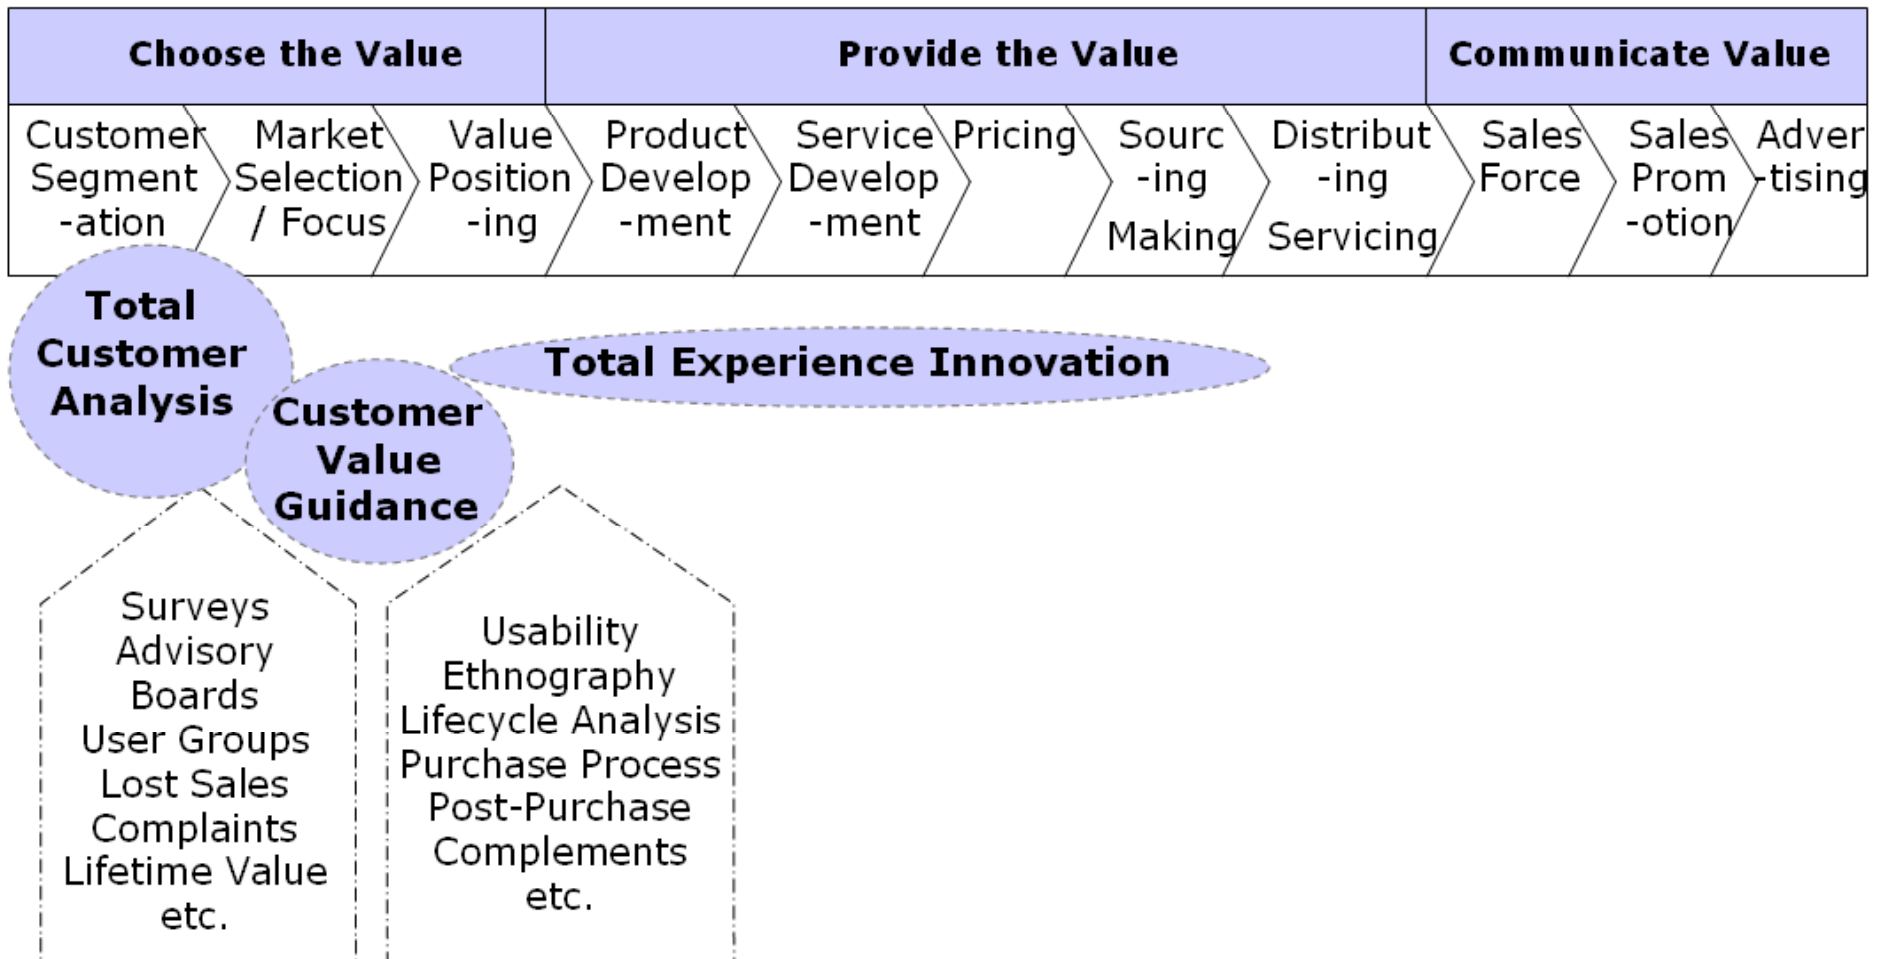 Choose the Value
Provide the Value
Communicate Value
Customer
Segment
-ation
Market
Selection
/ Focus
Value
Position
-ing
Product
Develop
-ment
Service
Develop
-ment
Pricing
Sourc
-ing
Making
Distribut
-ing
Servicing
Sales
Force
Sales
Prom
-otion
Adver
-tising
Total
Customer
Analysis
Customer
Value
Guidance
Total Experience Innovation
Surveys
Advisory
Boards
User Groups
Lost Sales
Complaints
Lifetime Value
etc.
Usability
Ethnography
Lifecycle Analysis
Purchase Process
Post-Purchase
Complements
etc.